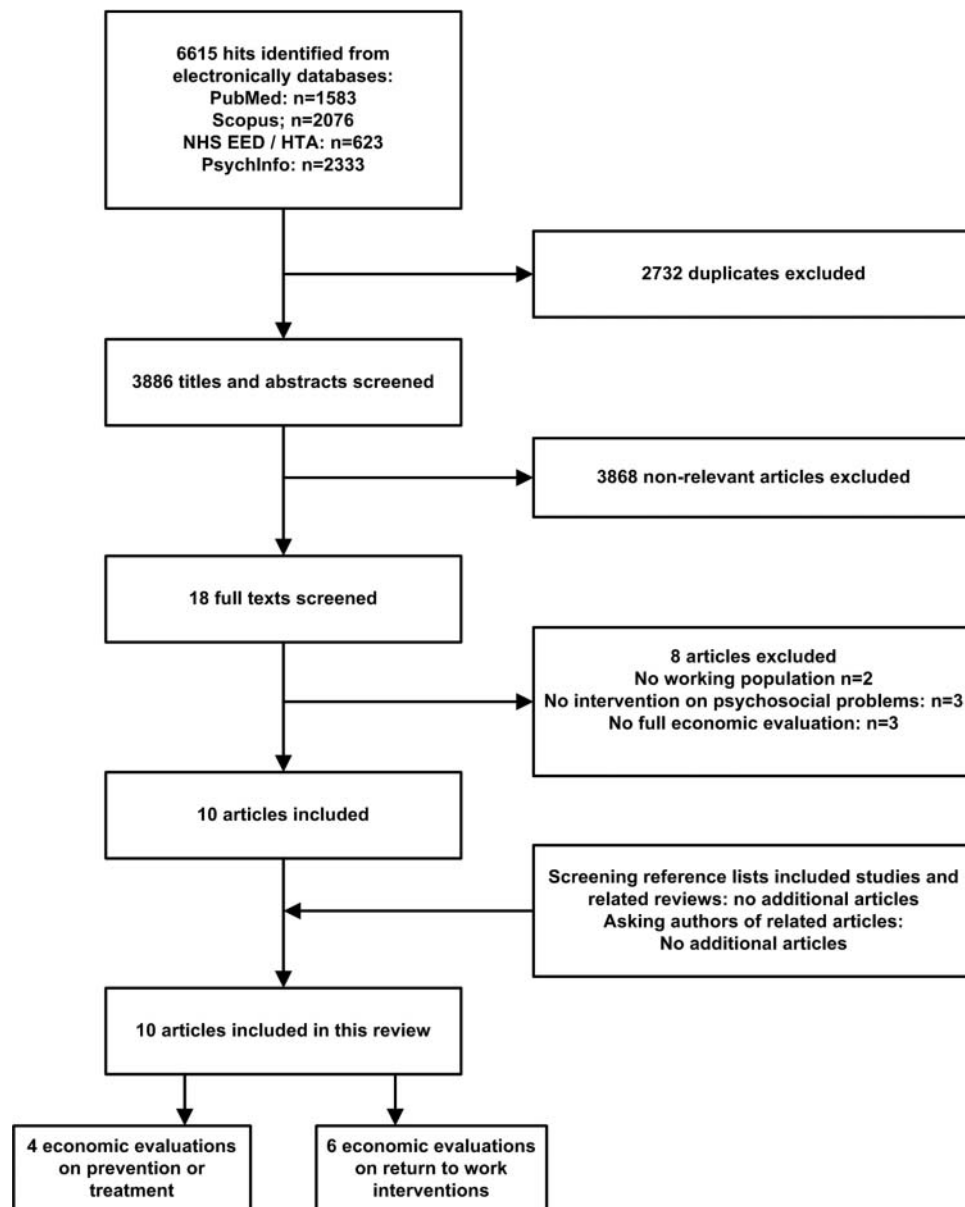 6615 hits identified from
electronically databases:
PubMed: n=1583
Scopus; n=2076
NHS EED / HTA: n=623
PsychInfo: n=2333
2732 duplicates excluded
3886 titles and abstracts screened
3868 non-relevant articles excluded
18 full texts screened
8 articles excluded
No working population n=2
No intervention on psychosocial problems: n=3
No full economic evaluation: n=3
10 articles included
Screening reference lists included studies and
related reviews: no additional articles
Asking authors of related articles:
No additional articles
10 articles included in this review
4 economic evaluations
on prevention or
treatment
6 economic evaluations
on return to work
interventions